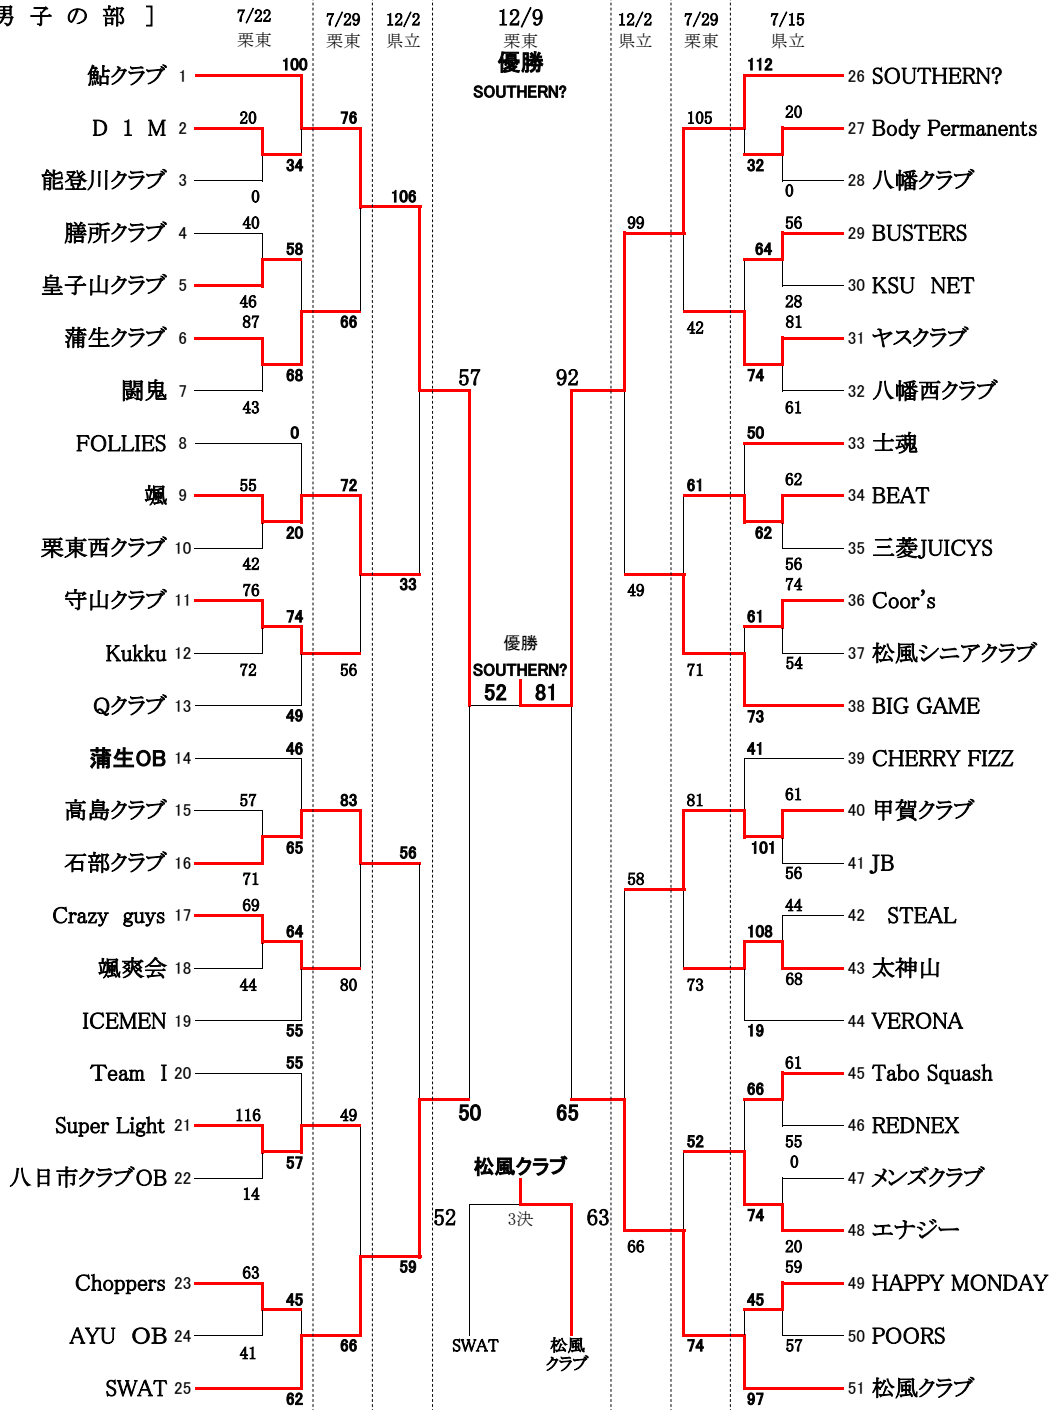 男 子 の 部 ］
7/22 7/29 12/2 12/9 12/2 7/29 7/15
栗東 栗東 県立 栗東 県立 栗東 県立
優勝
SOUTHERN?
100 112
鮎クラブ 1 26 SOUTHERN?
20 76 105 20
D 1 M 2 27 Body Permanents
34 32
能登川クラブ 3 28 八幡クラブ
0 106 0
40 99 56
膳所クラブ 4 29 BUSTERS
58 64
皇子山クラブ 5 30 KSU NET
46 28
87 66 42 81
蒲生クラブ 6 31 ヤスクラブ
68 57 92 74
闘鬼 7 32 八幡西クラブ
43 61
0 50
FOLLIES 8 33 士魂
55 72 61 62
颯 9 34 BEAT
20 62
栗東西クラブ 10 35 三菱JUICYS
42 56
76 33 49 74
守山クラブ 11 36 Coor's
74 61
優勝
Kukku 12 37 松風シニアクラブ
72 56 SOUTHERN? 71 54
52 81
Qクラブ 13 38 BIG GAME
49 73
46 41
蒲生OB 14 39 CHERRY FIZZ
57 83 81 61
高島クラブ 15 40 甲賀クラブ
65 101
56
石部クラブ 16 41 JB
71 58 56
69 44
Crazy guys 17 42 STEAL
64 108
颯爽会 18 43 太神山
44 80 73 68
ICEMEN 19 44 VERONA
55 19
55 61
Team I 20 45 Tabo Squash
66
116 49 50 65
Super Light 21 46 REDNEX
57 52 55
0
松風クラブ
八日市クラブOB 22 47 メンズクラブ
14
52 3決 63 74
48 エナジー
66 20
59 59
63
Choppers 23 49 HAPPY MONDAY
45 45
AYU OB 24 50 POORS
41 66 SWAT 松風 74 57
クラブ
SWAT 25 51 松風クラブ
62 97